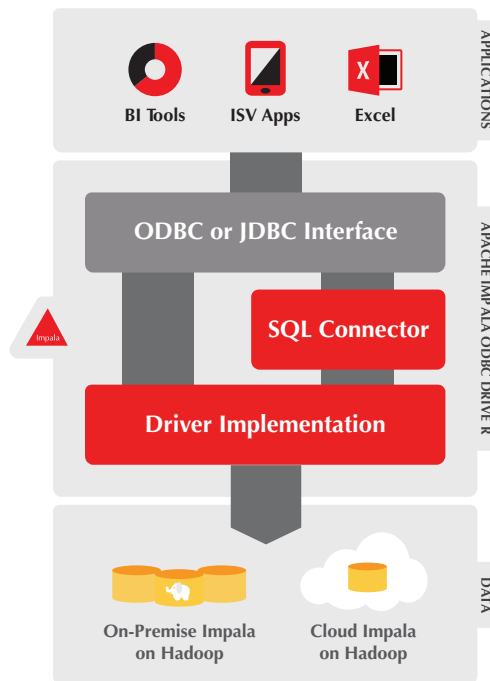 BI Tools
ISV Apps
Excel
X
APPLICATIONS
ODBC or JDBC Interface
SQL Connector
Impala
Driver Implementation
APACHE IMPALA ODBC DRIVE R
On-Premise Impala
on Hadoop
Cloud Impala
on Hadoop
DATA